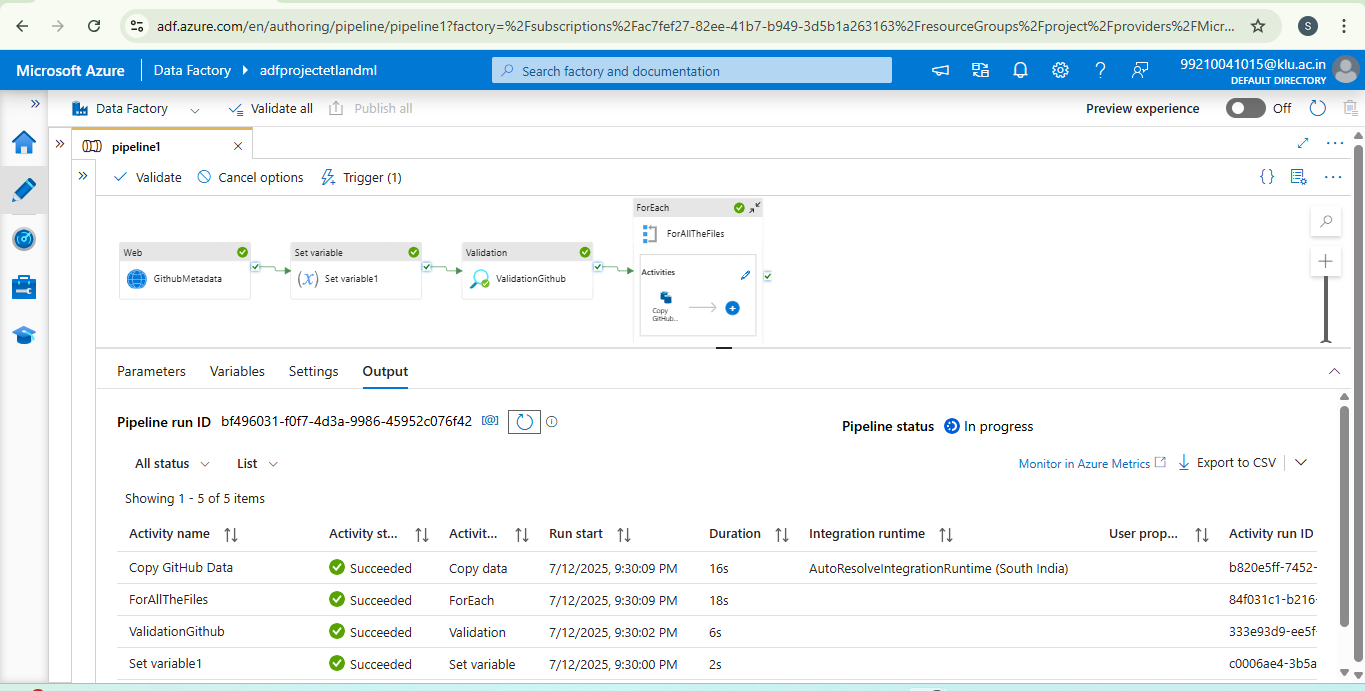 adf.azure.com/en/authoring/pipeline/pipeline1?factory=%2Fsubscriptions%2Fac7fef27-82ee-41b7-b949-3d5b1a263163%2FresourceGroups%2Fproject%2Fproviders%2FMicr...
S
Microsoft Azure
Data Factory
adfprojectetlandml
Search factory and documentation
99210041015@klu.ac.in
DEFAULT DIRECTORY
Data Factory
Validate all
Publish all
Preview experience
Off
pipeline1
Validate
Cancel options
Trigger (1)
Web
GithubMetadata
Set variable
(x)
Set variable1
Validation
ValidationGithub
ForEach
ForAllTheFiles
Activities
Copy
GitHub...
Parameters
Variables
Settings
Output
Pipeline run ID
bf496031-f0f7-4d3a-9986-45952c076f42
[@]
Pipeline status
In progress
All status
List
Monitor in Azure Metrics
Export to CSV
Showing 1 - 5 of 5 items
Activity name Activity st... Activit... Run start Duration Integration runtime User prop... Activity run ID
Copy GitHub Data Succeeded Copy data 7/12/2025, 9:30:09 PM 16s AutoResolveIntegrationRuntime (South India) b820e5ff-7452-
ForAllTheFiles Succeeded ForEach 7/12/2025, 9:30:09 PM 18s 84f031c1-b216-
ValidationGithub Succeeded Validation 7/12/2025, 9:30:02 PM 6s 333e93d9-ee5f
Set variable1 Succeeded Set variable 7/12/2025, 9:30:00 PM 2s c0006ae4-3b5a